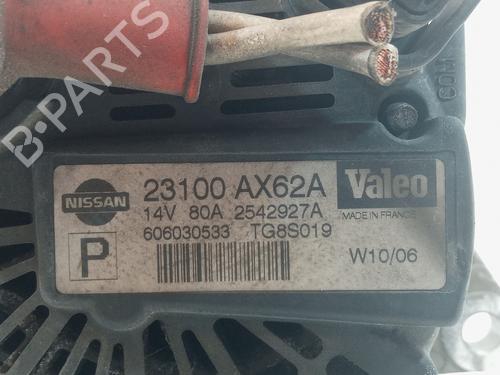 B-PARTS
NISSAN
23100 AX62A
Valeo
14V 80A 2542927A
MADE IN FRANCE
606030533 TG8S019
P
W10/06